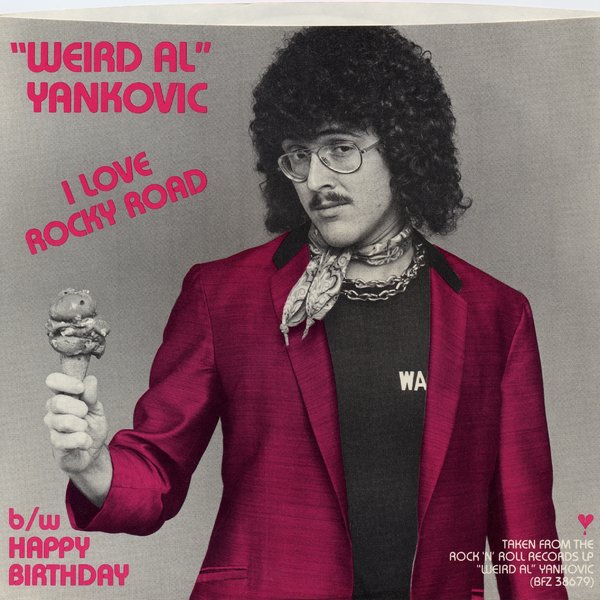 "WEIRD AL"
YANKOVIC
I LOVE
ROCKY ROAD
WA
b/w
HAPPY
BIRTHDAY
TAKEN FROM THE
ROCK 'N' ROLL RECORDS LP
"WEIRD AL" YANKOVIC
(BFZ 38679)